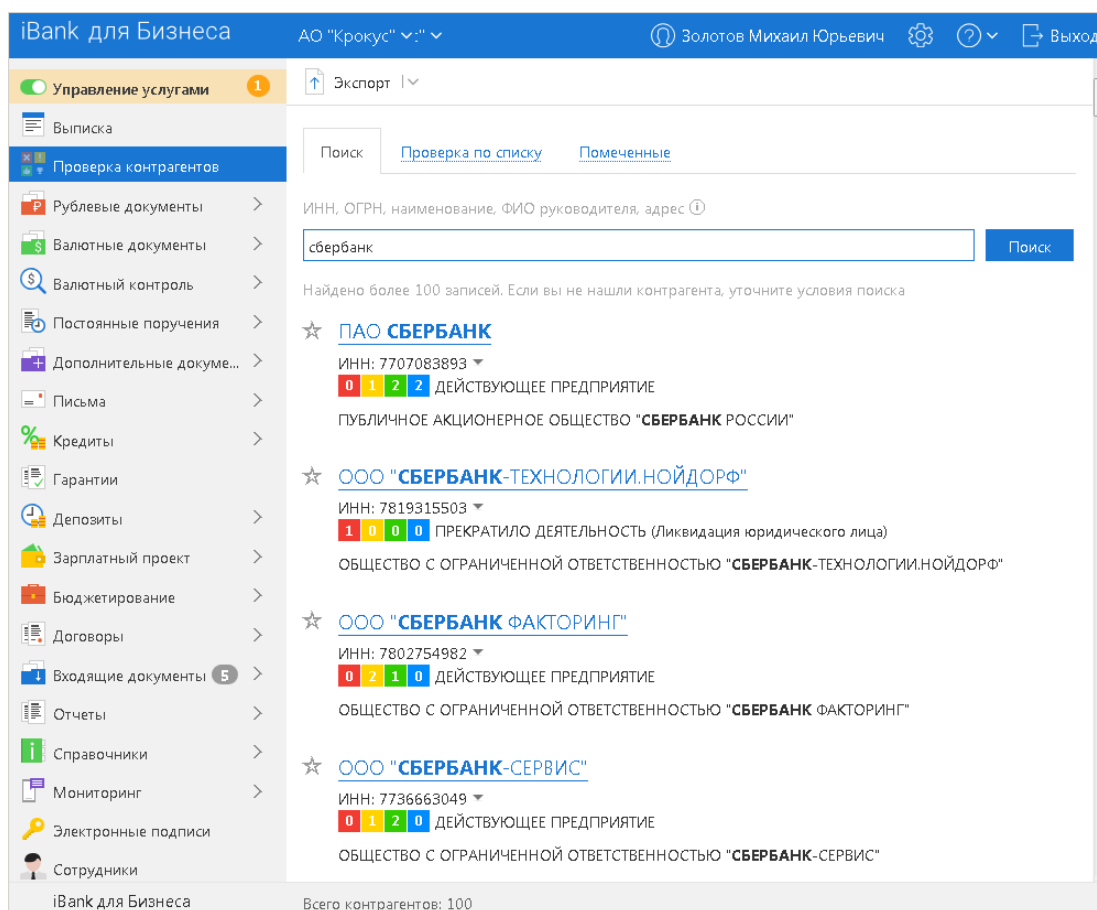 iBank для Бизнеса
АО "Крокус" :"
Золотов Михаил Юрьевич
Выход
Управление услугами 1
Выписка
Проверка контрагентов
Рублевые документы
Валютные документы
Валютный контроль
Постоянные поручения
Дополнительные докуме...
Письма
Кредиты
Гарантии
Депозиты
Зарплатный проект
Бюджетирование
Договоры
Входящие документы 5
Отчеты
Справочники
Мониторинг
Электронные подписи
Сотрудники
iBank для Бизнеса
Экспорт
Поиск Проверка по списку Помеченные
ИНН, ОГРН, наименование, ФИО руководителя, адрес
сбербанк Поиск
Найдено более 100 записей. Если вы не нашли контрагента, уточните условия поиска
ПАО СБЕРБАНК
ИНН: 7707083893
0 1 2 2 ДЕЙСТВУЮЩЕЕ ПРЕДПРИЯТИЕ
ПУБЛИЧНОЕ АКЦИОНЕРНОЕ ОБЩЕСТВО "СБЕРБАНК РОССИИ"
ООО "СБЕРБАНК-ТЕХНОЛОГИИ.НОЙДОРФ"
ИНН: 7819315503
1 0 0 0 ПРЕКРАТИЛО ДЕЯТЕЛЬНОСТЬ (Ликвидация юридического лица)
ОБЩЕСТВО С ОГРАНИЧЕННОЙ ОТВЕТСТВЕННОСТЬЮ "СБЕРБАНК-ТЕХНОЛОГИИ.НОЙДОРФ"
ООО "СБЕРБАНК ФАКТОРИНГ"
ИНН: 7802754982
0 2 1 0 ДЕЙСТВУЮЩЕЕ ПРЕДПРИЯТИЕ
ОБЩЕСТВО С ОГРАНИЧЕННОЙ ОТВЕТСТВЕННОСТЬЮ "СБЕРБАНК ФАКТОРИНГ"
ООО "СБЕРБАНК-СЕРВИС"
ИНН: 7736663049
0 1 2 0 ДЕЙСТВУЮЩЕЕ ПРЕДПРИЯТИЕ
ОБЩЕСТВО С ОГРАНИЧЕННОЙ ОТВЕТСТВЕННОСТЬЮ "СБЕРБАНК-СЕРВИС"
Всего контрагентов: 100